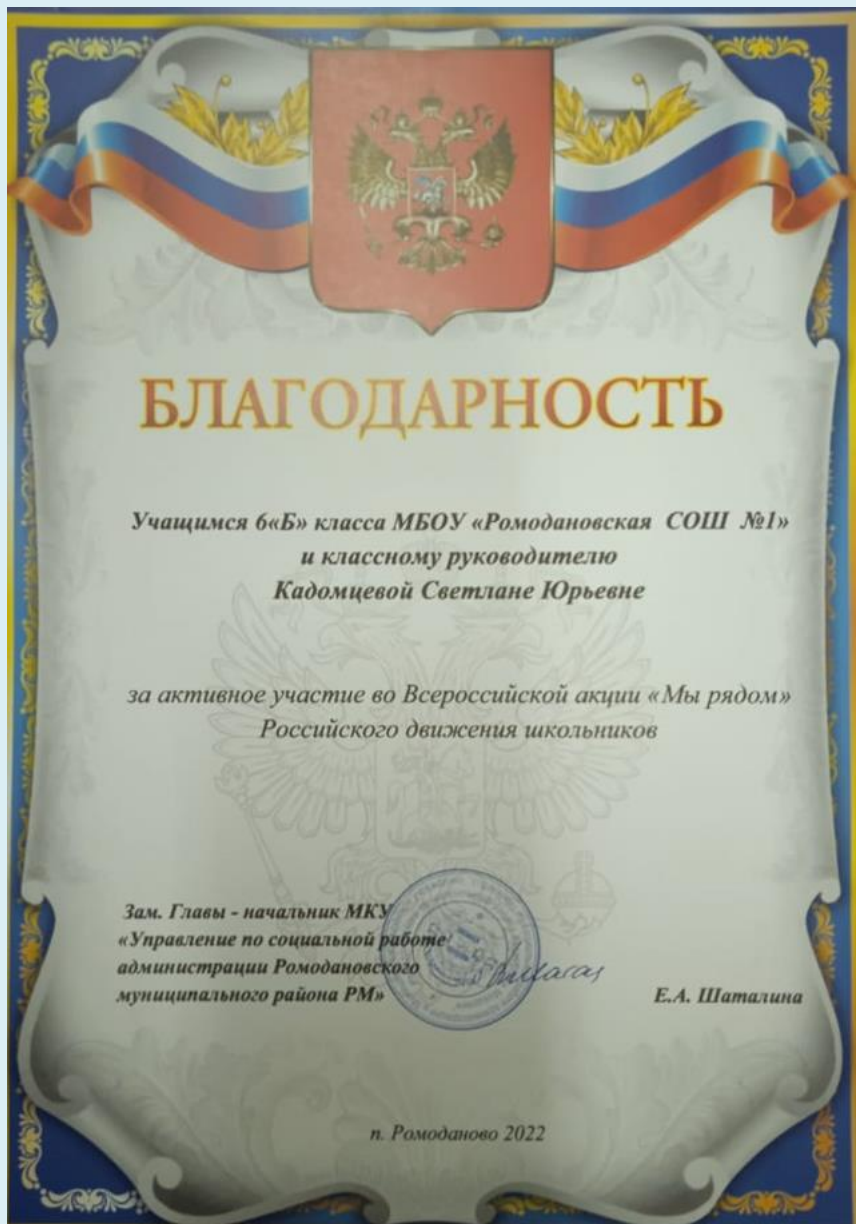 БЛАГОДАРНОСТЬ
Учащимся 6«Б» класса МБОУ «Ромодановская СОШ №1»
и классному руководителю
Кадомцевой Светлане Юрьевне
за активное участие во Всероссийской акции «Мы рядом»
Российского движения школьников
Зам. Главы - начальник МКУ
«Управление по социальной работе
администрации Ромодановского
муниципального района РМ»
Е.А. Шаталина
п. Ромоданово 2022